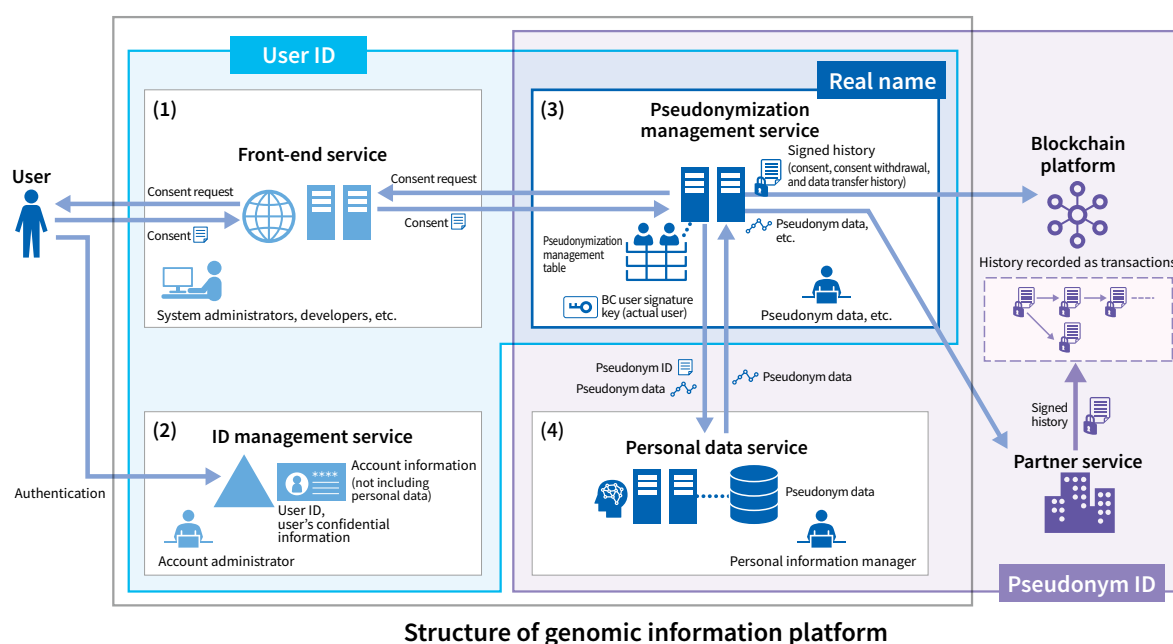 User ID
Real name
(1)
Front-end service
User
Consent request
Consent
Consent request
Consent
System administrators, developers, etc.
(3)
Pseudonymization
management service
Signed history
(consent, consent withdrawal,
and data transfer history)
Pseudonym data,
etc.
Pseudonymization
management
table
BC user signature
key (actual user)
Pseudonym data, etc.
Blockchain
platform
History recorded as transactions
Pseudonym ID
Pseudonym data
Pseudonym data
Signed
history
(2)
ID management service
****
Account information
(not including
personal data)
User ID,
user's confidential
information
Account administrator
Authentication
(4)
Personal data service
Pseudonym data
Personal information manager
Partner service
Pseudonym ID
Structure of genomic information platform